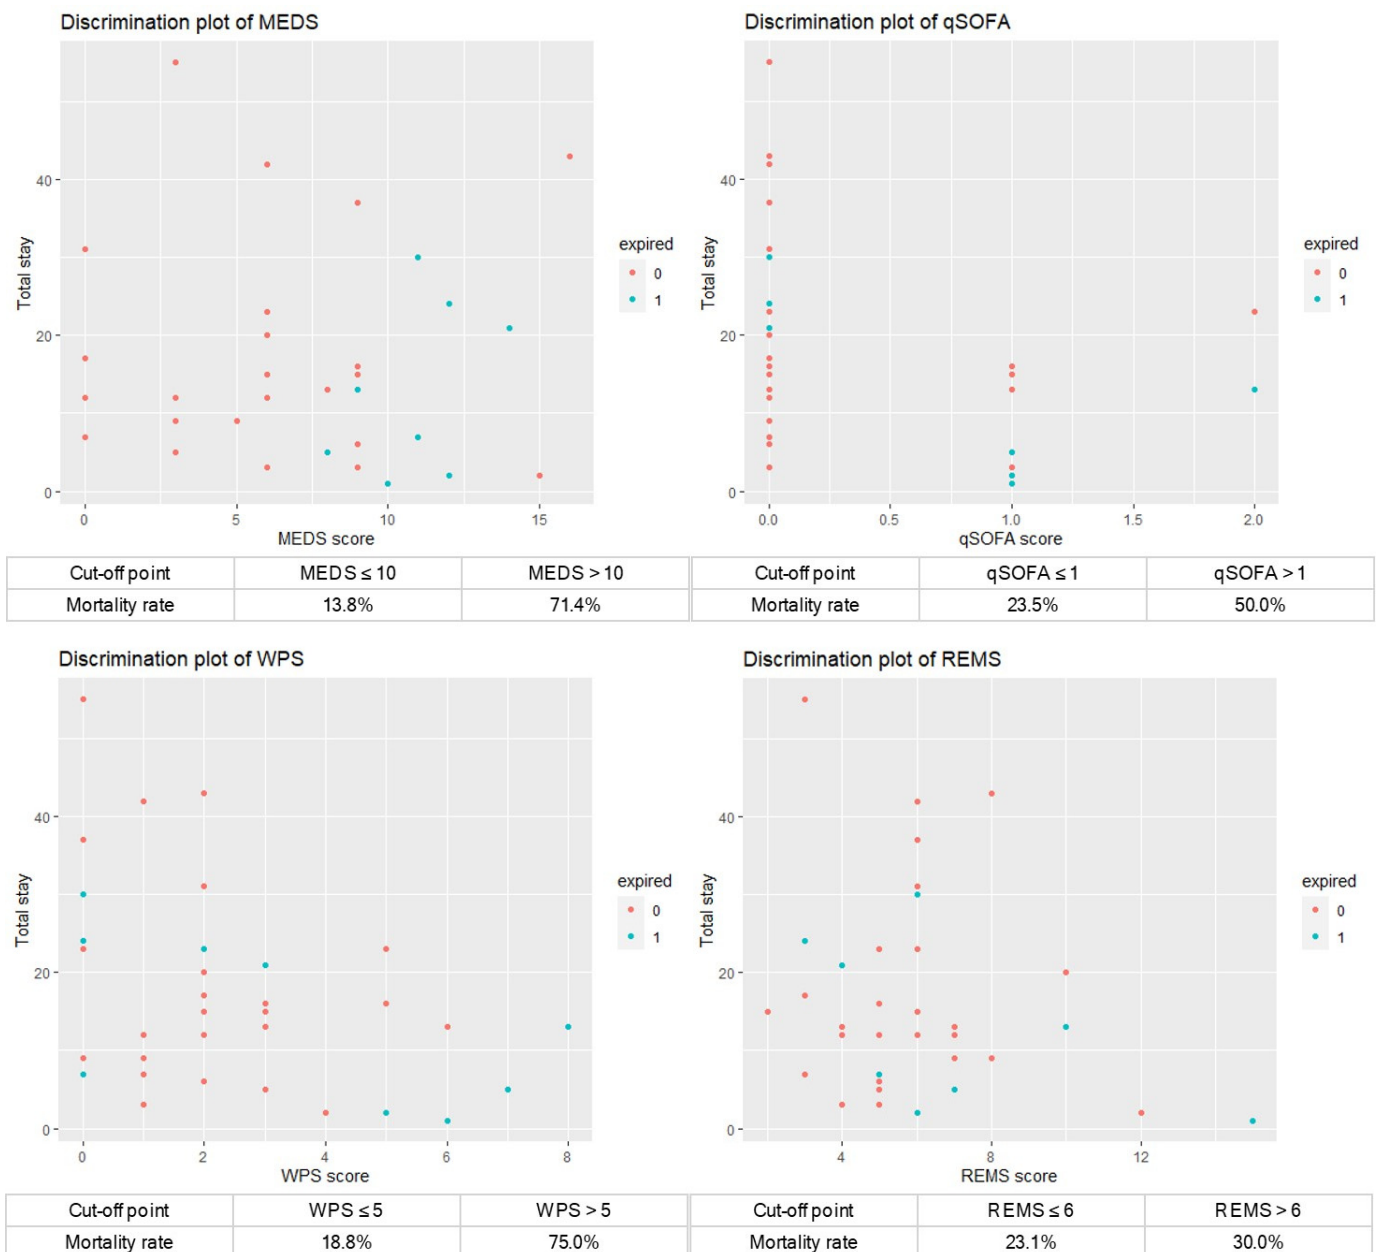 Discrimination plot of MEDS
Total stay
40
20
0
0 5 10 15
MEDS score
expired
0
1
Cut-off point MEDS ≤ 10 MEDS > 10
Mortality rate 13.8% 71.4%
Discrimination plot of qSOFA
Total stay
40
20
0
0.0 0.5 1.0 1.5 2.0
qSOFA score
expired
0
1
Cut-off point qSOFA ≤ 1 qSOFA > 1
Mortality rate 23.5% 50.0%
Discrimination plot of WPS
Total stay
40
20
0
0 2 4 6 8
WPS score
expired
0
1
Cut-off point WPS ≤ 5 WPS > 5
Mortality rate 18.8% 75.0%
Discrimination plot of REMS
Total stay
40
20
0
4 8 12
REMS score
expired
0
1
Cut-off point REMS ≤ 6 REMS > 6
Mortality rate 23.1% 30.0%